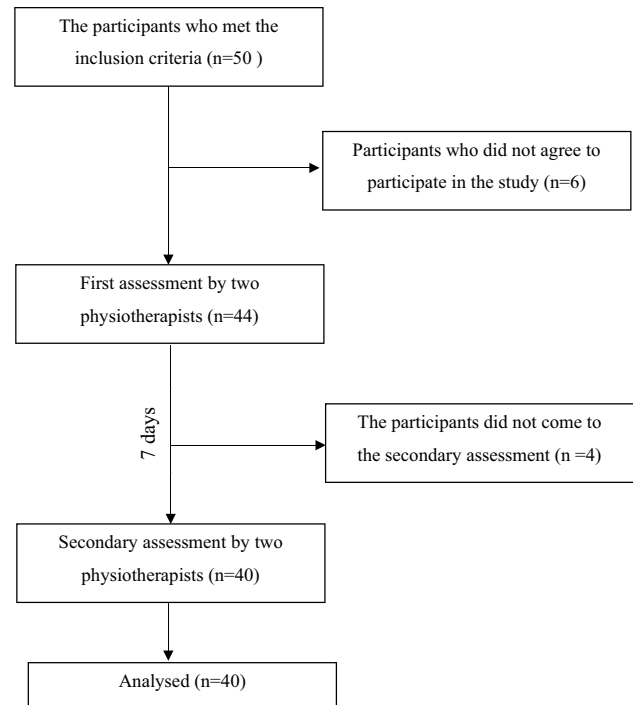 The participants who met the
inclusion criteria (n=50 )
Participants who did not agree to
participate in the study (n=6)
First assessment by two
physiotherapists (n=44)
7 days
The participants did not come to
the secondary assessment (n =4)
Secondary assessment by two
physiotherapists (n=40)
Analysed (n=40)